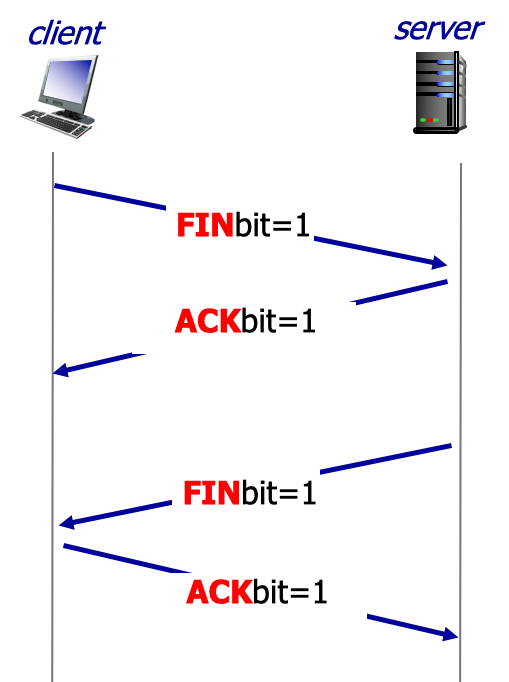 client
server
FINbit=1
ACKbit=1
FINbit=1
ACKbit=1